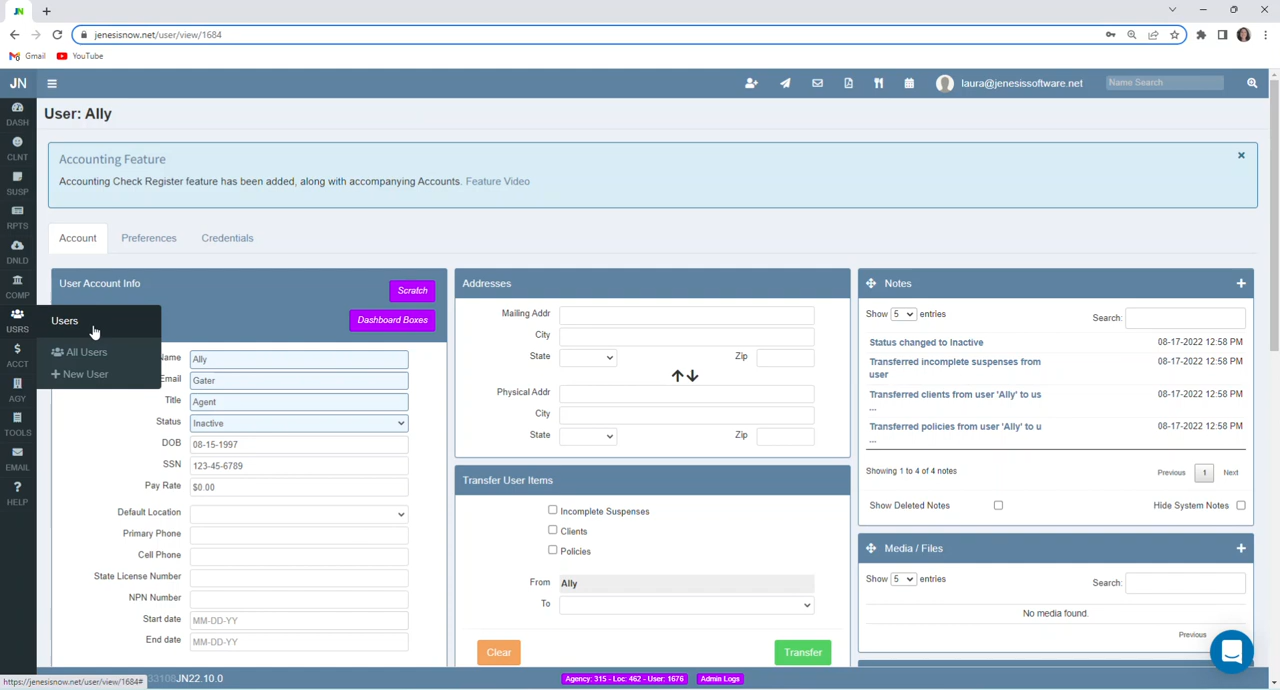 JN
jenesisnow.net/user/view/1684
Gmail
YouTube
JN
laura@jenesissoftware.net
Name Search
DASH
CLNT
SUSP
RPTS
DNLD
COMP
USRS
ACCT
AGY
TOOLS
EMAIL
HELP
User: Ally
Accounting Feature
Accounting Check Register feature has been added, along with accompanying Accounts. Feature Video
Account
Preferences
Credentials
Users
All Users
New User
User Account Info
Scratch
Dashboard Boxes
Name Ally
Email Gater
Title Agent
Status Inactive
DOB 08-15-1997
SSN 123-45-6789
Pay Rate $0.00
Default Location
Primary Phone
Cell Phone
State License Number
NPN Number
Start date MM-DD-YY
End date MM-DD-YY
Addresses
Mailing Addr
City
State Zip
Physical Addr
City
State Zip
Transfer User Items
Incomplete Suspenses
Clients
Policies
From Ally
To
Clear
Transfer
Notes
Show 5 entries Search:
Status changed to Inactive 08-17-2022 12:58 PM
Transferred incomplete suspenses from 08-17-2022 12:58 PM
user
Transferred clients from user 'Ally' to us 08-17-2022 12:58 PM
...
Transferred policies from user 'Ally' to u 08-17-2022 12:58 PM
...
Showing 1 to 4 of 4 notes Previous 1 Next
Show Deleted Notes Hide System Notes
Media / Files
Show 5 entries Search:
No media found.
Previous
https://jenesisnow.net/user/view/1684#
JN22.10.0
Agency: 315 - Loc: 462 - User: 1676
Admin Logs